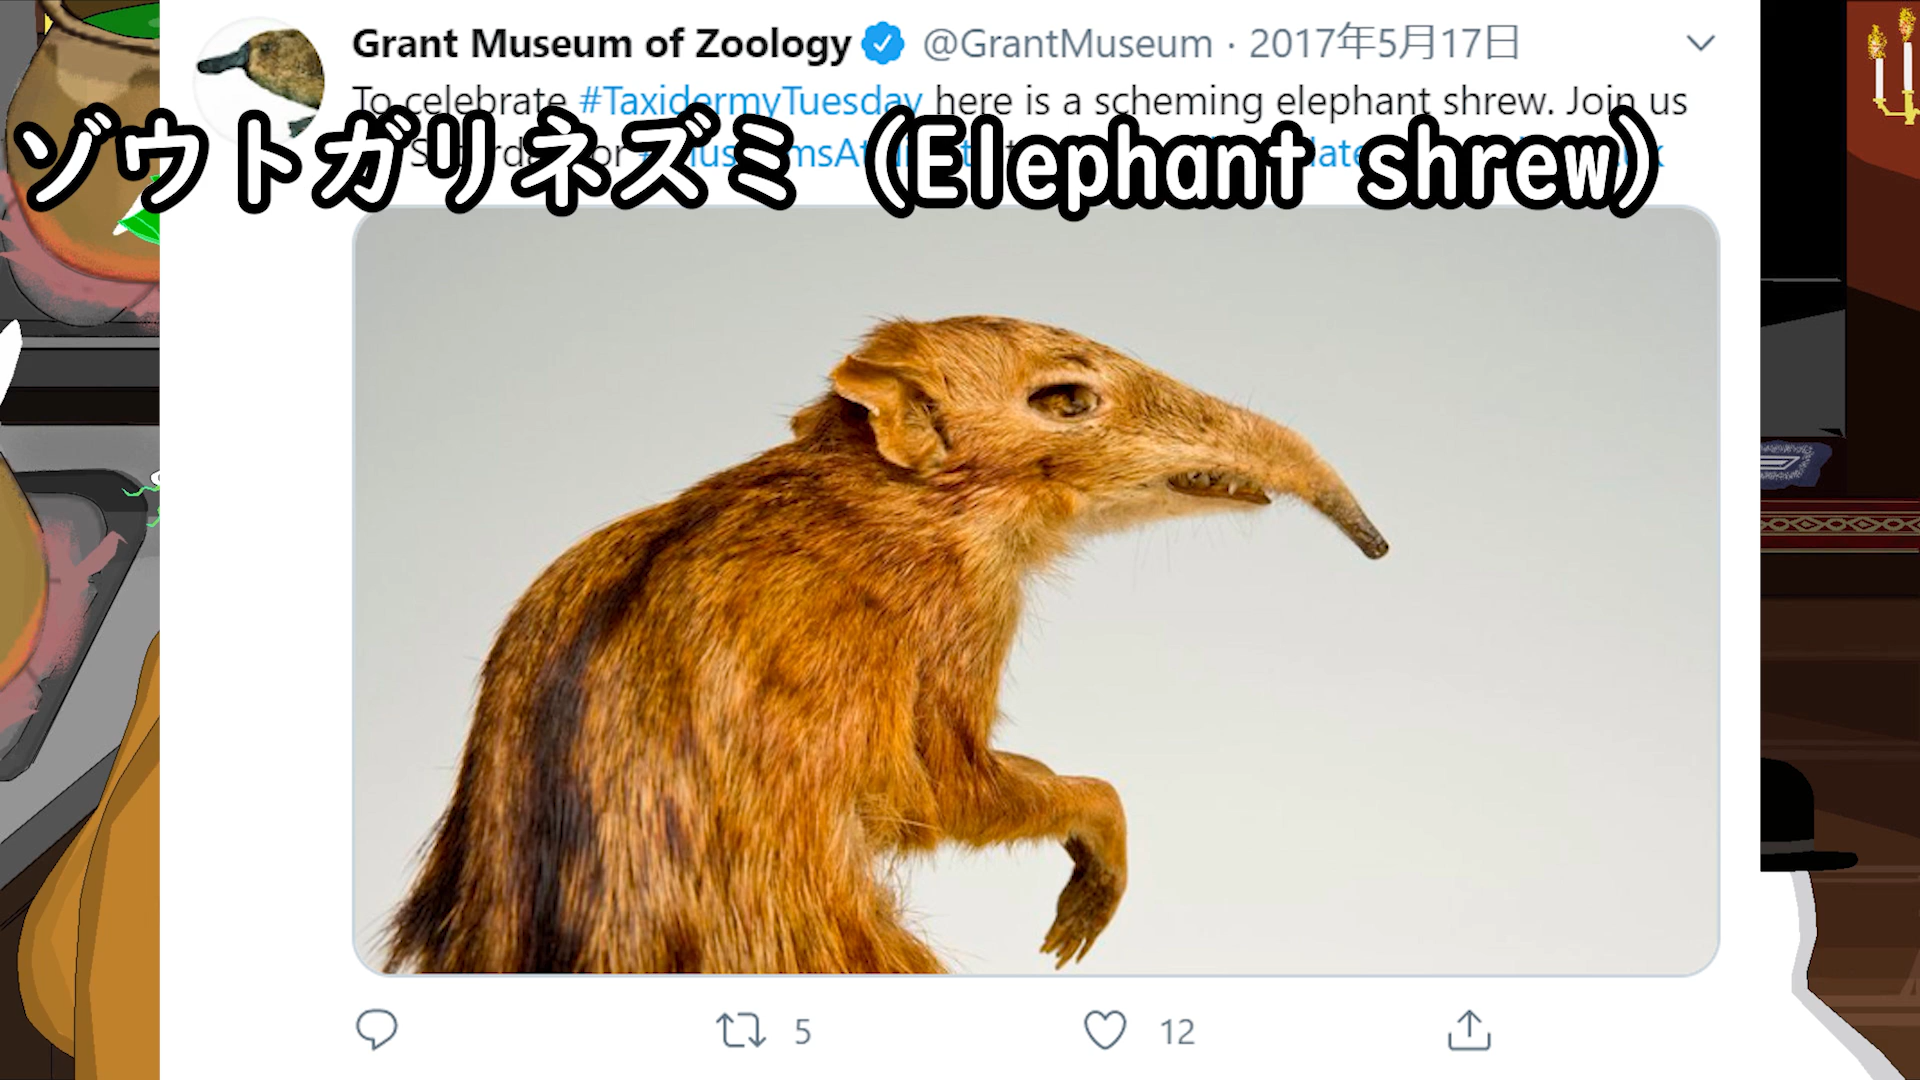 Grant Museum of Zoology @GrantMuseum · 2017年5月17日
To celebrate #TaxidermyTuesday here is a scheming elephant shrew. Join us
ゾウトガリネズミ (Elephant shrew)
5
12